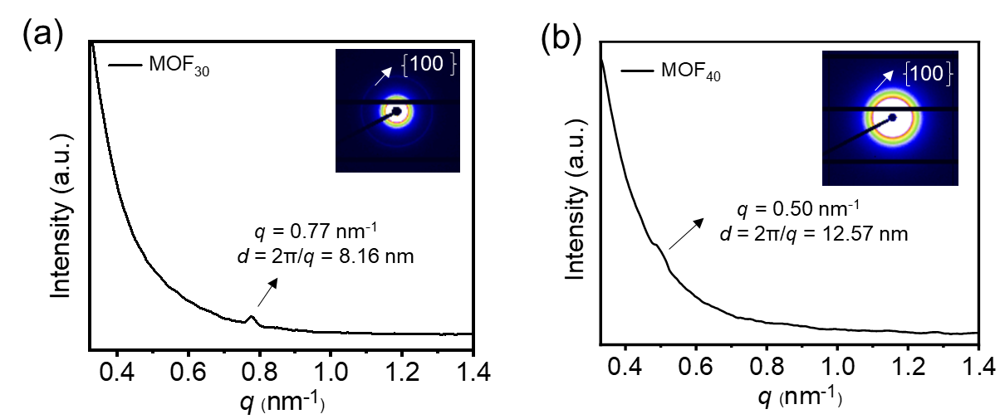 (a)
MOF30
{100 }
q = 0.77 nm-1
d = 2π/q = 8.16 nm
Intensity (a.u.)
0.4 0.6 0.8 1.0 1.2 1.4
q (nm-1)
(b)
MOF40
{100}
q = 0.50 nm-1
d = 2π/q = 12.57 nm
Intensity (a.u.)
0.4 0.6 0.8 1.0 1.2 1.4
q (nm-1)